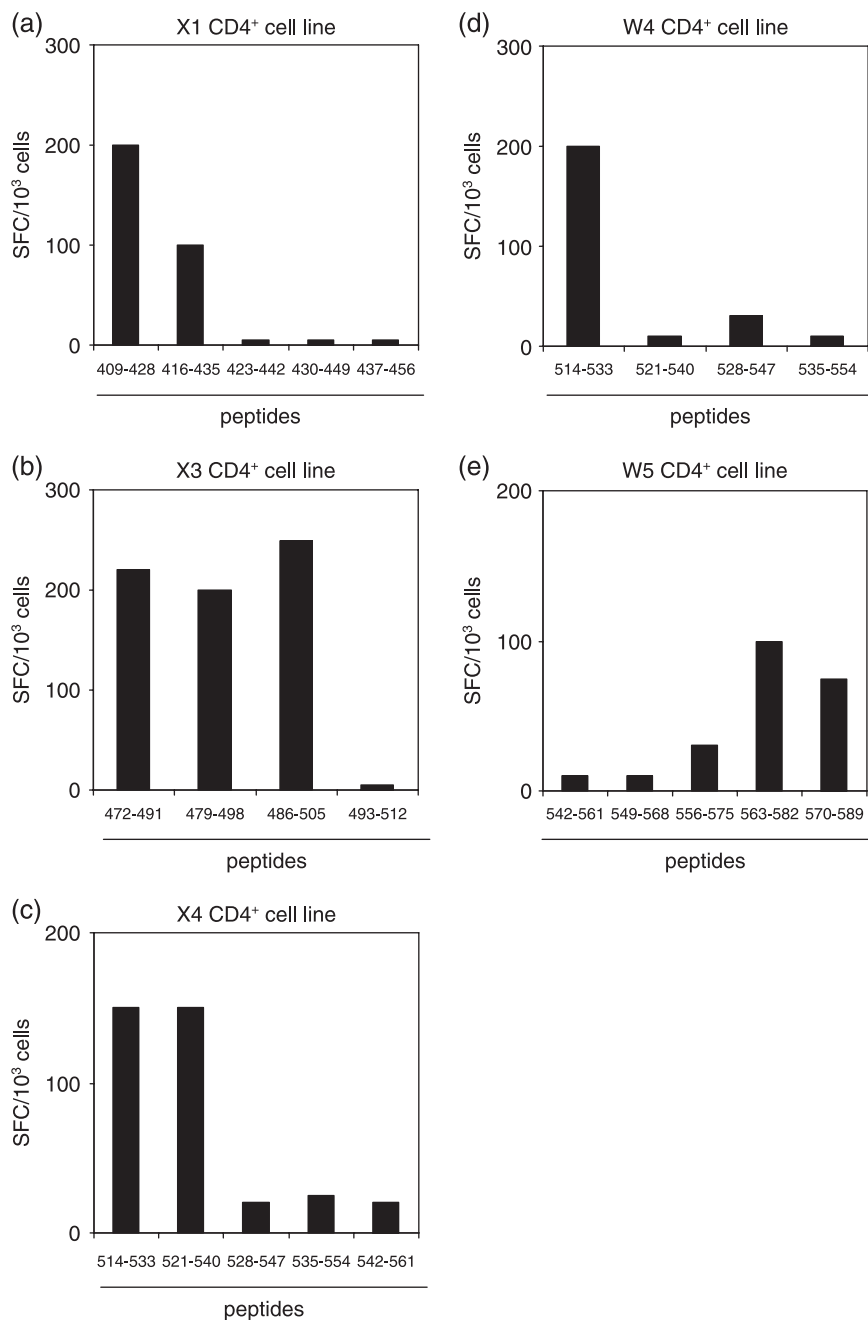 (a)
X1 CD4⁺ cell line
300
200
100
0
SFC/10³ cells
409-428 416-435 423-442 430-449 437-456
peptides
(b)
X3 CD4⁺ cell line
300
200
100
0
SFC/10³ cells
472-491 479-498 486-505 493-512
peptides
(c)
X4 CD4⁺ cell line
200
100
0
SFC/10³ cells
514-533 521-540 528-547 535-554 542-561
peptides
(d)
W4 CD4⁺ cell line
300
200
100
0
SFC/10³ cells
514-533 521-540 528-547 535-554
peptides
(e)
W5 CD4⁺ cell line
200
100
0
SFC/10³ cells
542-561 549-568 556-575 563-582 570-589
peptides